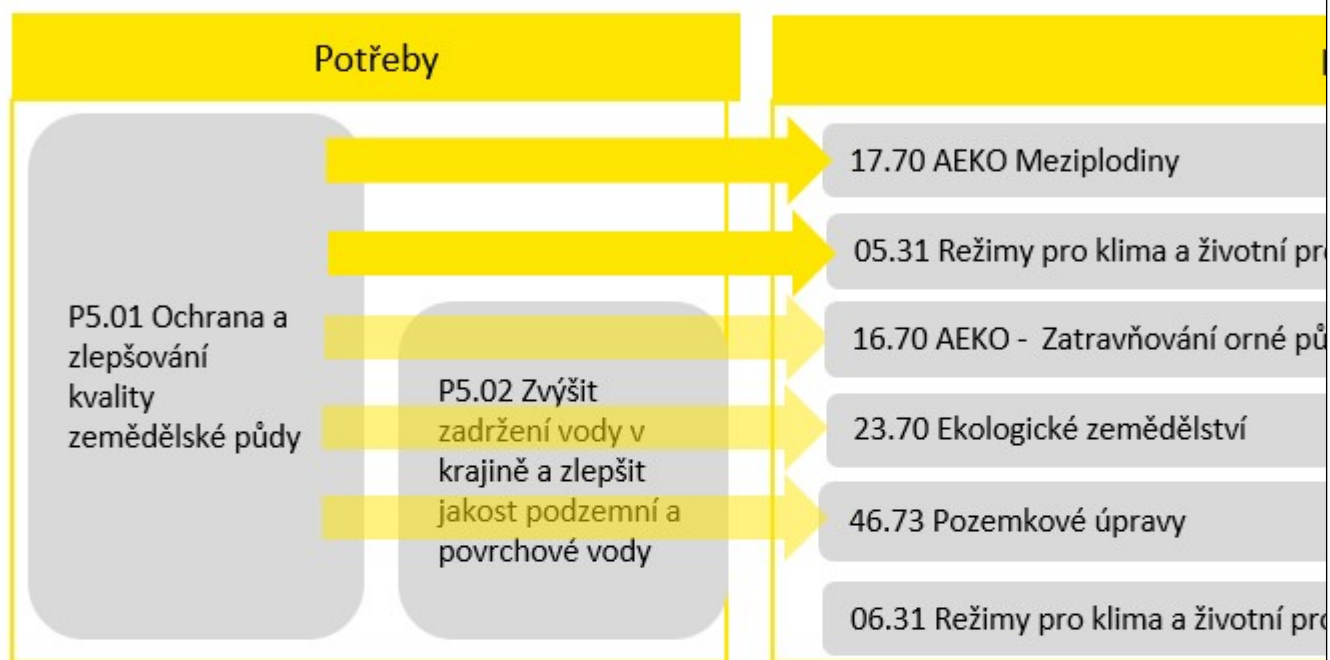 Potřeby
P5.01 Ochrana a
zlepšování
kvality
zemědělské půdy
P5.02 Zvýšit
zadržení vody v
krajině a zlepšit
jakost podzemní a
povrchové vody
17.70 AEKO Meziplodiny
05.31 Režimy pro klima a životní
16.70 AEKO - Zatravňování orné
23.70 Ekologické zemědělství
46.73 Pozemkové úpravy
06.31 Režimy pro klima a životní